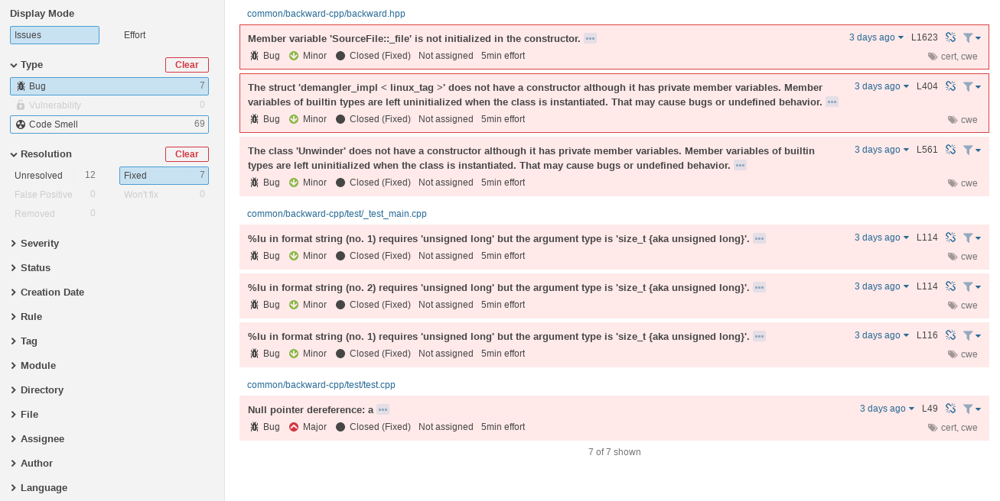 Display Mode
Issues Effort
Type Clear
Bug 7
Vulnerability 0
Code Smell 69
Resolution Clear
Unresolved 12 Fixed 7
False Positive 0 Won't fix 0
Removed 0
Severity
Status
Creation Date
Rule
Tag
Module
Directory
File
Assignee
Author
Language
common/backward-cpp/backward.hpp
Member variable 'SourceFile::_file' is not initialized in the constructor. 3 days ago L1623
Bug Minor Closed (Fixed) Not assigned 5min effort cert, cwe
The struct 'demangler_impl < linux_tag >' does not have a constructor although it has private member variables. Member 3 days ago L404
variables of builtin types are left uninitialized when the class is instantiated. That may cause bugs or undefined behavior.
Bug Minor Closed (Fixed) Not assigned 5min effort cwe
The class 'Unwinder' does not have a constructor although it has private member variables. Member variables of builtin 3 days ago L561
types are left uninitialized when the class is instantiated. That may cause bugs or undefined behavior.
Bug Minor Closed (Fixed) Not assigned 5min effort cwe
common/backward-cpp/test/_test_main.cpp
%lu in format string (no. 1) requires 'unsigned long' but the argument type is 'size_t {aka unsigned long}'. 3 days ago L114
Bug Minor Closed (Fixed) Not assigned 5min effort cwe
%lu in format string (no. 2) requires 'unsigned long' but the argument type is 'size_t {aka unsigned long}'. 3 days ago L114
Bug Minor Closed (Fixed) Not assigned 5min effort cwe
%lu in format string (no. 1) requires 'unsigned long' but the argument type is 'size_t {aka unsigned long}'. 3 days ago L116
Bug Minor Closed (Fixed) Not assigned 5min effort cwe
common/backward-cpp/test/test.cpp
Null pointer dereference: a 3 days ago L49
Bug Major Closed (Fixed) Not assigned 5min effort cert, cwe
7 of 7 shown